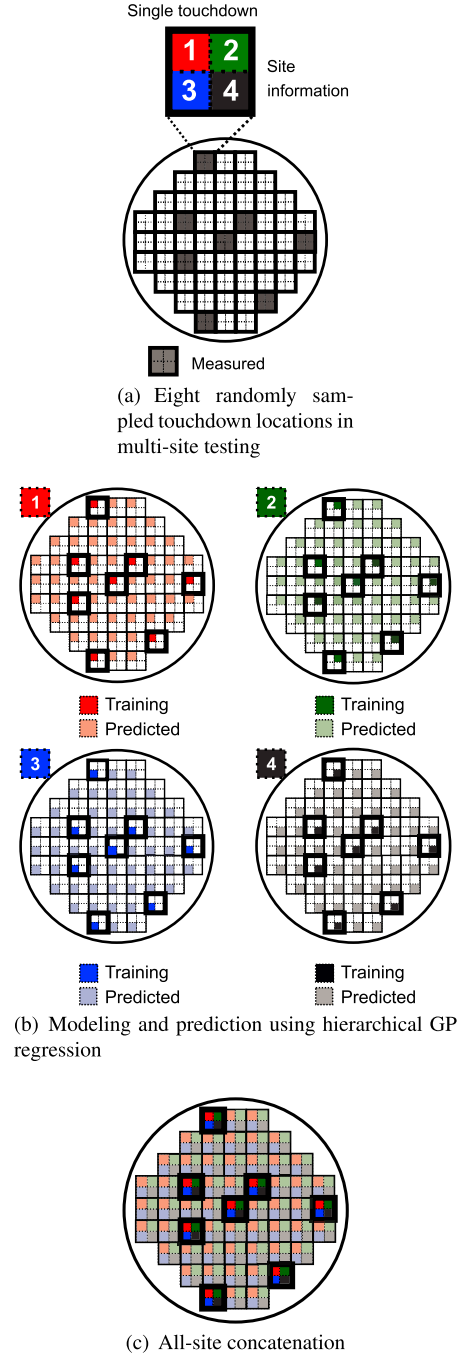 Single touchdown
1 2
3 4
Site
information
Measured
(a) Eight randomly sam-
pled touchdown locations in
multi-site testing
1
2
Training
Predicted
Training
Predicted
3
4
Training
Predicted
Training
Predicted
(b) Modeling and prediction using hierarchical GP
regression
(c) All-site concatenation